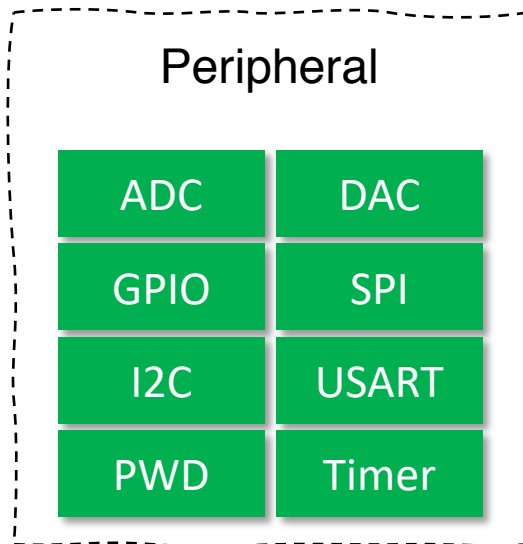 Peripheral
ADC DAC
GPIO SPI
I2C USART
PWD Timer